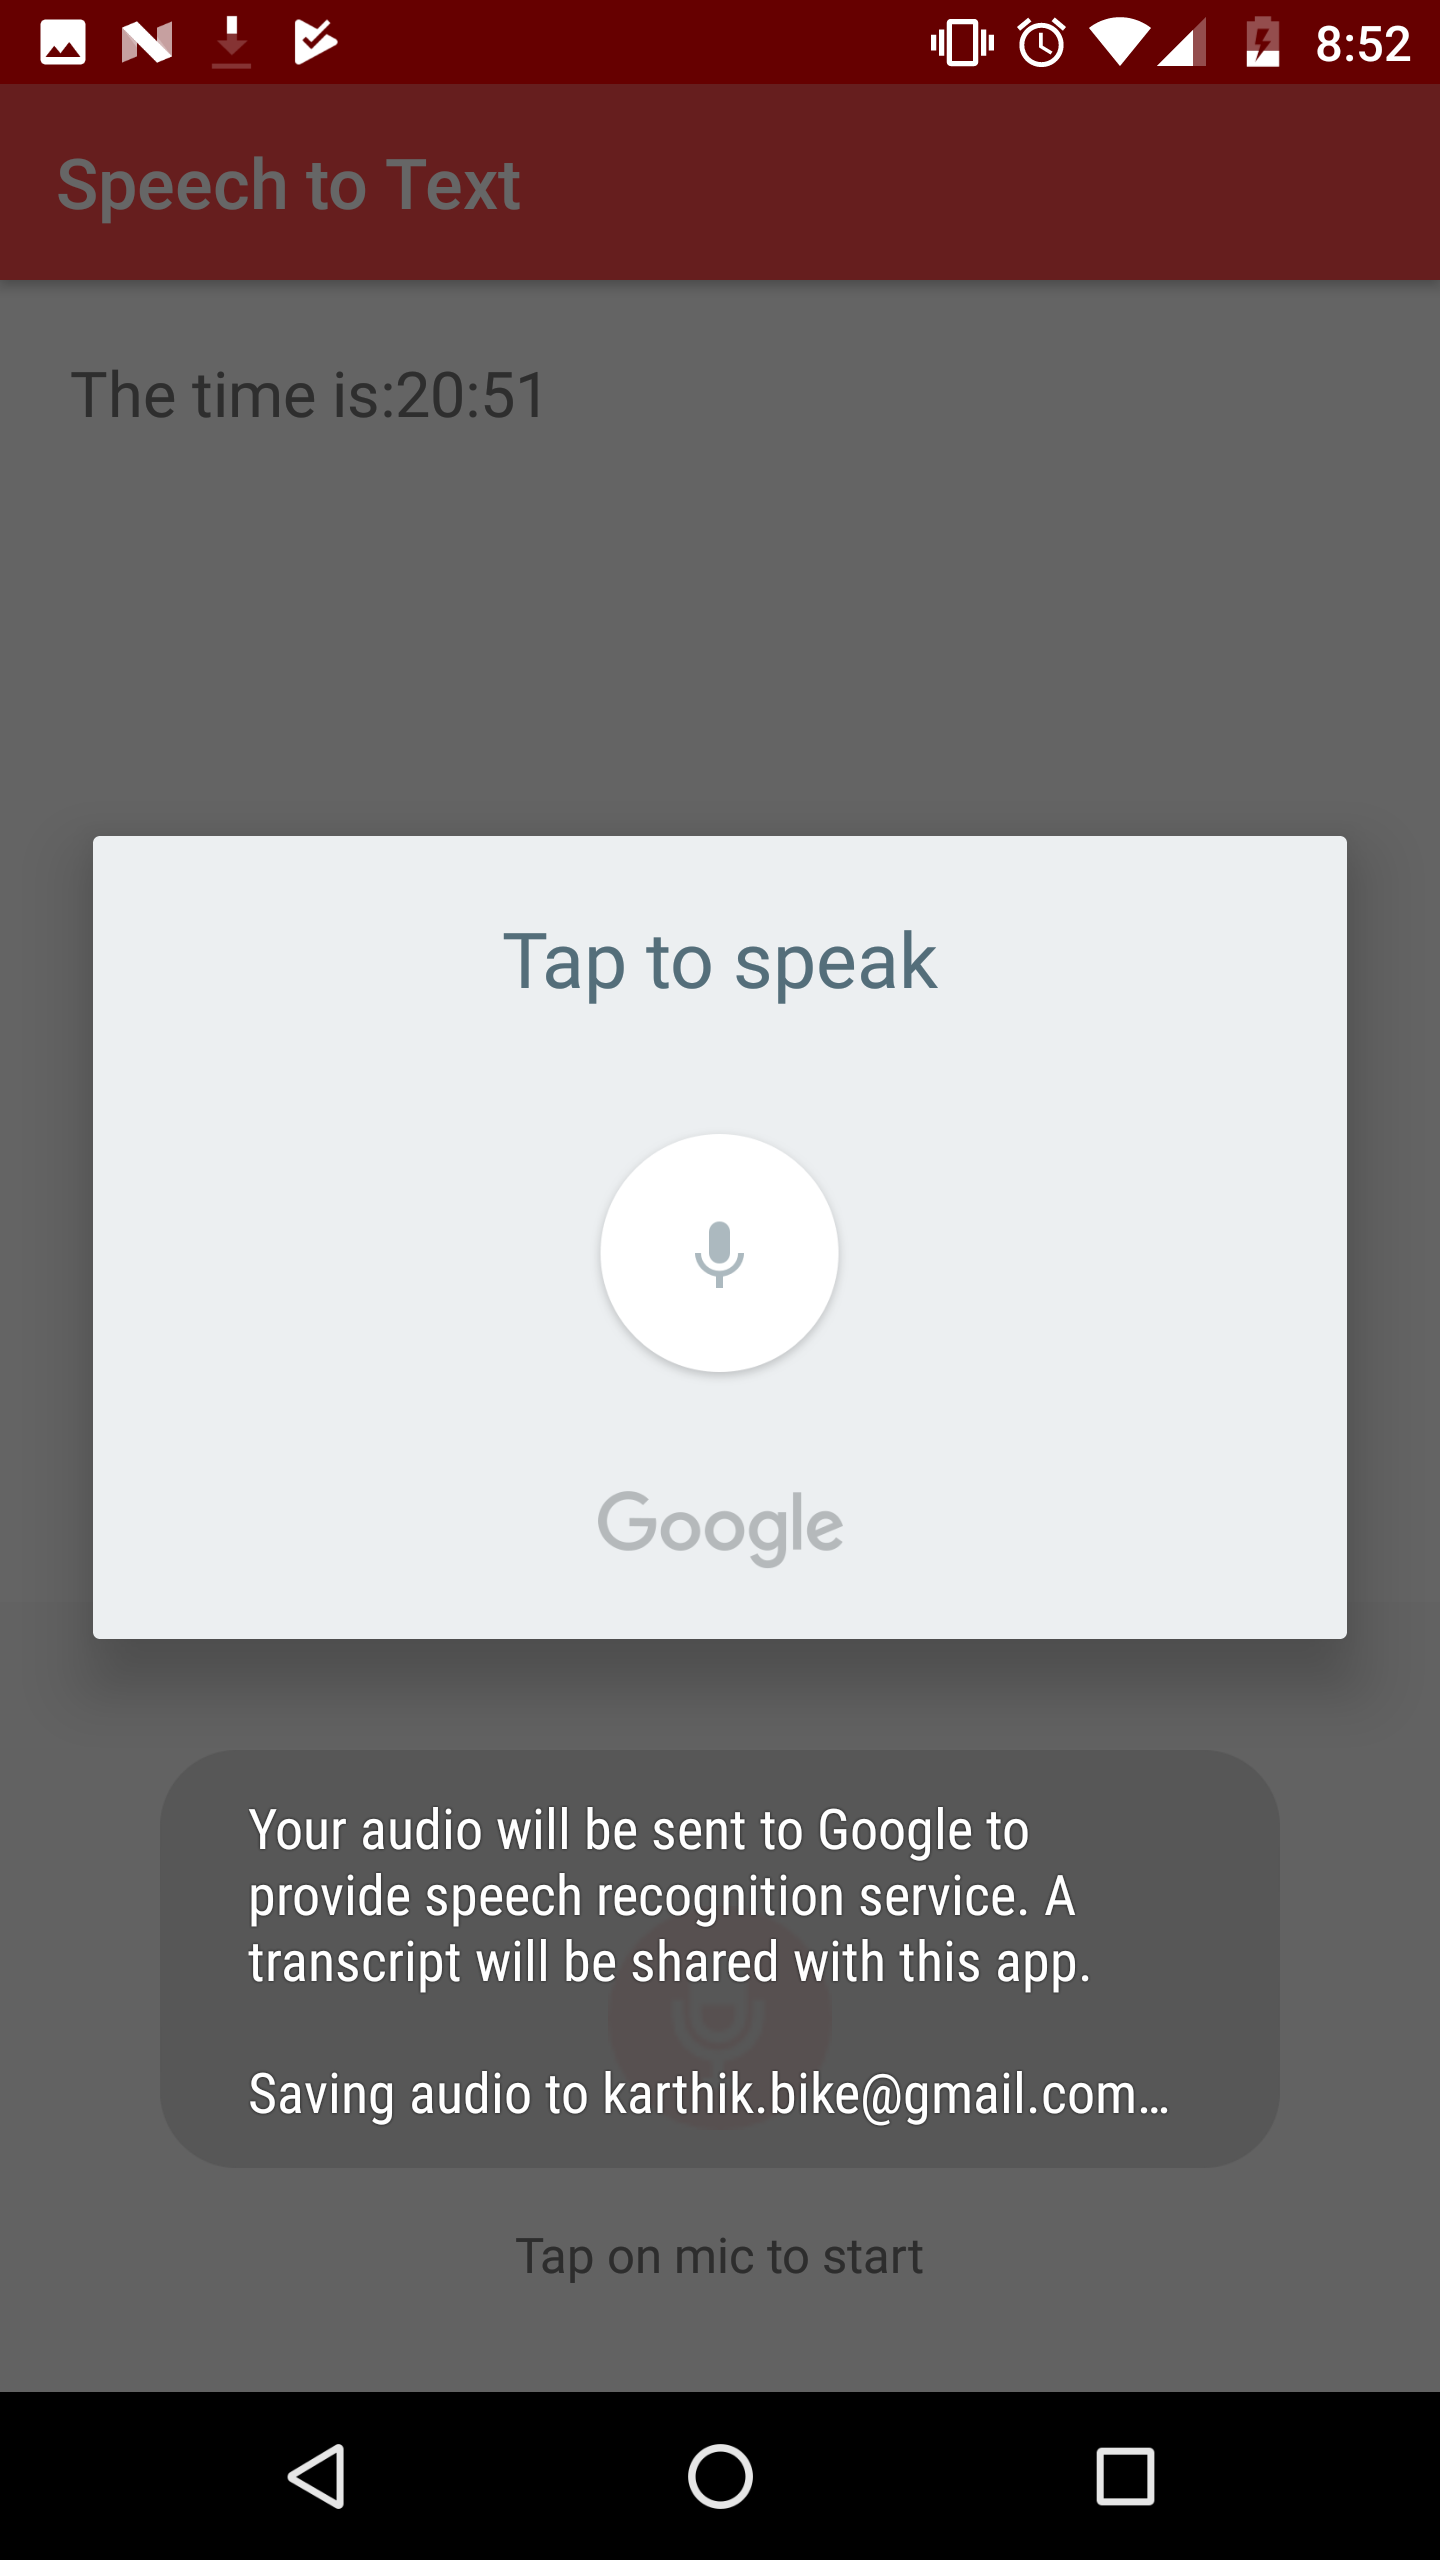 8:52
Speech to Text
The time is:20:51
Tap to speak
Google
Your audio will be sent to Google to
provide speech recognition service. A
transcript will be shared with this app.
Saving audio to karthik.bike@gmail.com…
Tap on mic to start